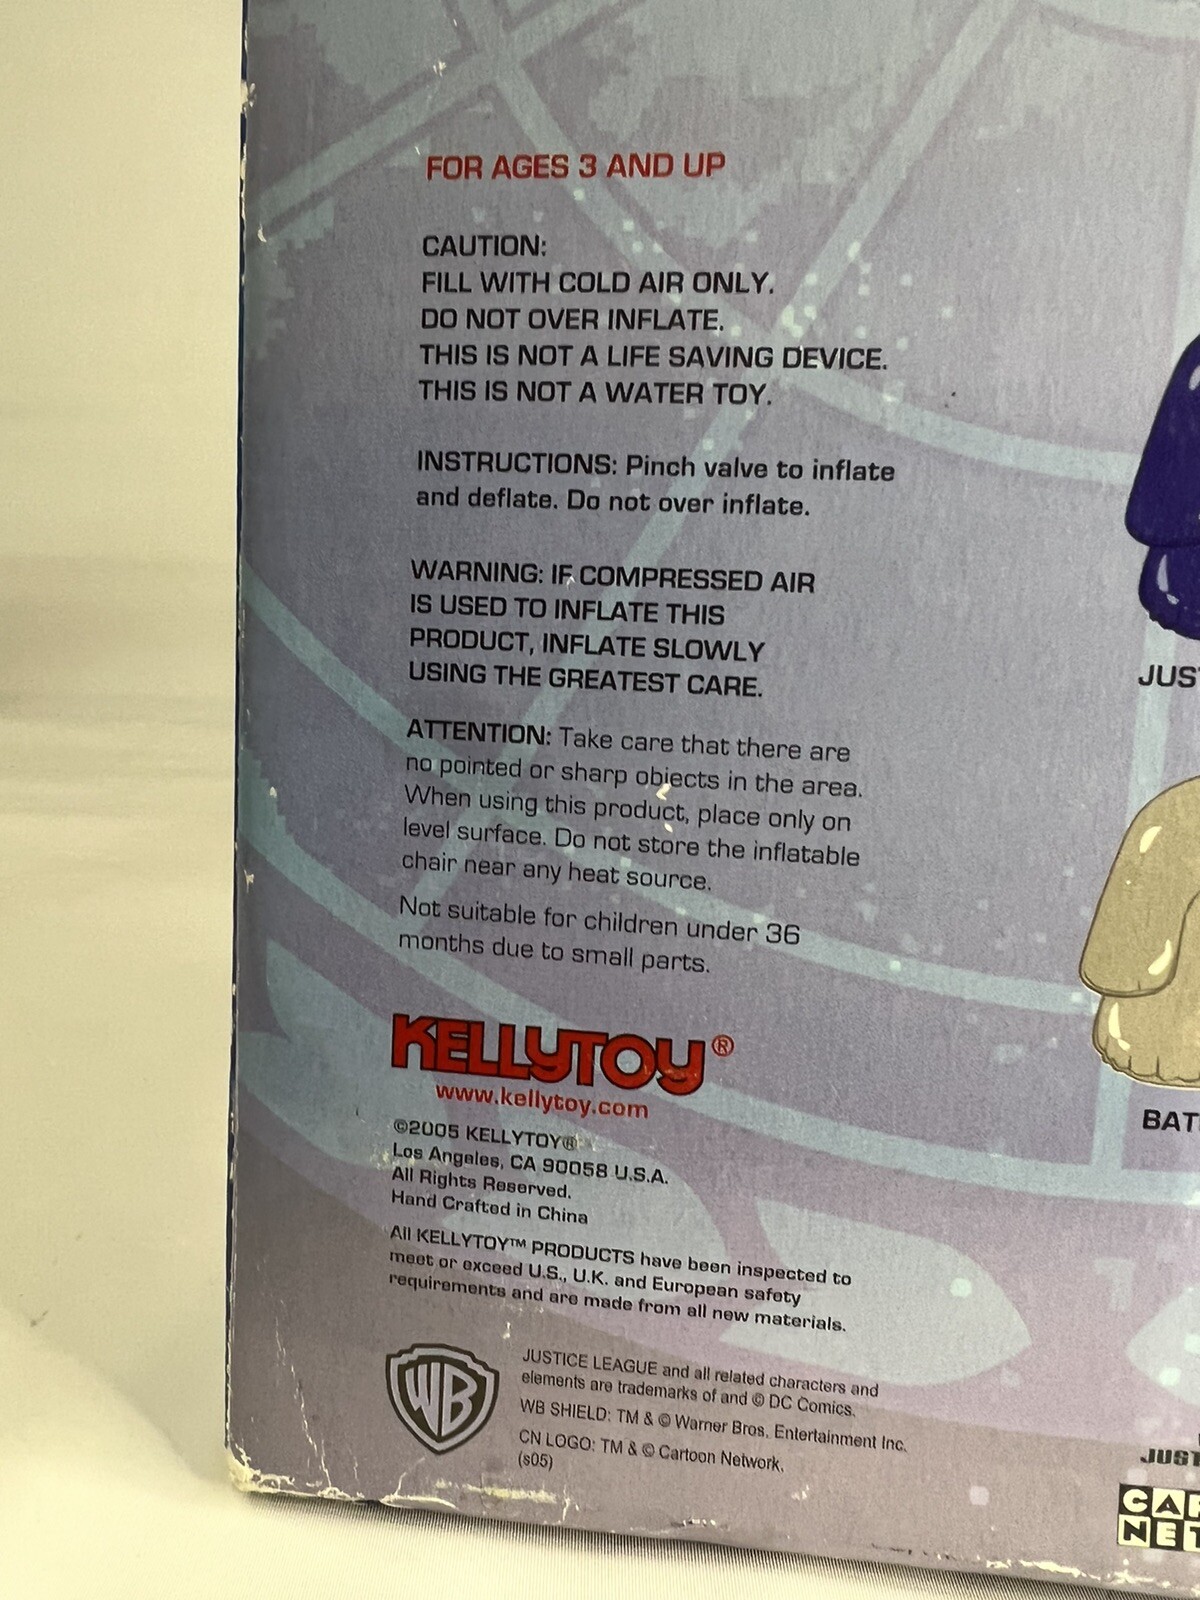 FOR AGES 3 AND UP
CAUTION:
FILL WITH COLD AIR ONLY.
DO NOT OVER INFLATE.
THIS IS NOT A LIFE SAVING DEVICE.
THIS IS NOT A WATER TOY.
INSTRUCTIONS: Pinch valve to inflate
and deflate. Do not over inflate.
WARNING: IF COMPRESSED AIR
IS USED TO INFLATE THIS
PRODUCT, INFLATE SLOWLY
USING THE GREATEST CARE.
ATTENTION: Take care that there are
no pointed or sharp objects in the area.
When using this product, place only on
level surface. Do not store the inflatable
chair near any heat source.
Not suitable for children under 36
months due to small parts.
KELLYTOY®
www.kellytoy.com
©2005 KELLYTOY®
Los Angeles, CA 90058 U.S.A.
All Rights Reserved.
Hand Crafted in China
All KELLYTOY™ PRODUCTS have been inspected to
meet or exceed U.S., U.K. and European safety
requirements and are made from all new materials.
WB
JUSTICE LEAGUE and all related characters and
elements are trademarks of and © DC Comics.
WB SHIELD: TM & © Warner Bros. Entertainment Inc.
CN LOGO: TM & © Cartoon Network.
(s05)
JUS
BAT
JUST
CAR
NET